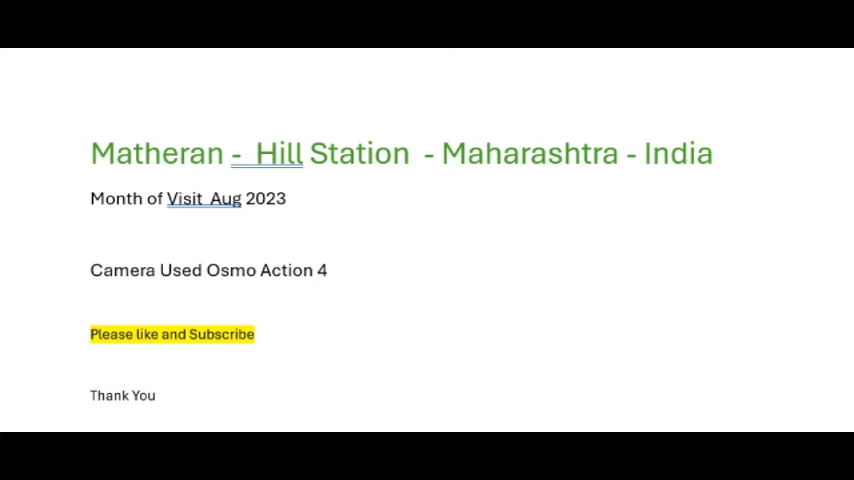 Matheran -  Hill Station  - Maharashtra - India
Month of Visit  Aug 2023
Camera Used Osmo Action 4
Please like and Subscribe
Thank You